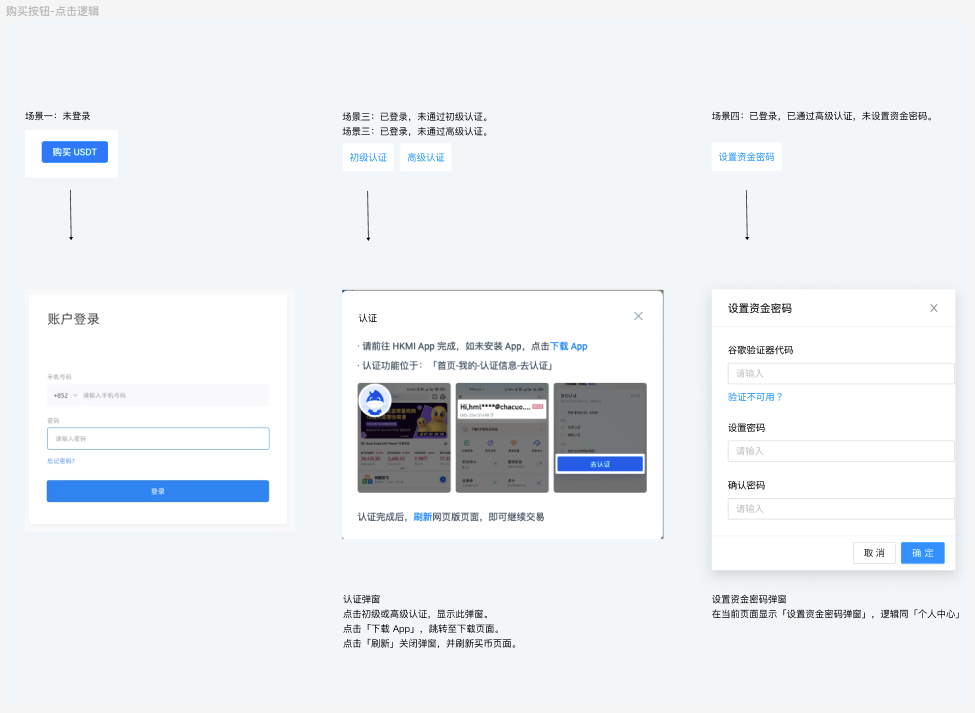 购买按钮-点击逻辑
场景一：未登录
购买 USDT
账户登录
手机号码
+852 请输入手机号码
密码
请输入密码
忘记密码?
登录
场景三：已登录，未通过初级认证。
场景三：已登录，未通过高级认证。
初级认证 高级认证
认证
· 请前往 HKMI App 完成，如未安装 App，点击下载 App
· 认证功能位于：「首页-我的-认证信息-去认证」
Hi,hmi****@chacuo....
去认证
认证完成后，刷新网页版页面，即可继续交易
认证弹窗
点击初级或高级认证，显示此弹窗。
点击「下载 App」，跳转至下载页面。
点击「刷新」关闭弹窗，并刷新买币页面。
场景四：已登录，已通过高级认证，未设置资金密码。
设置资金密码
设置资金密码
谷歌验证器代码
请输入
验证不可用？
设置密码
请输入
确认密码
请输入
取 消 确 定
设置资金密码弹窗
在当前页面显示「设置资金密码弹窗」，逻辑同「个人中心」